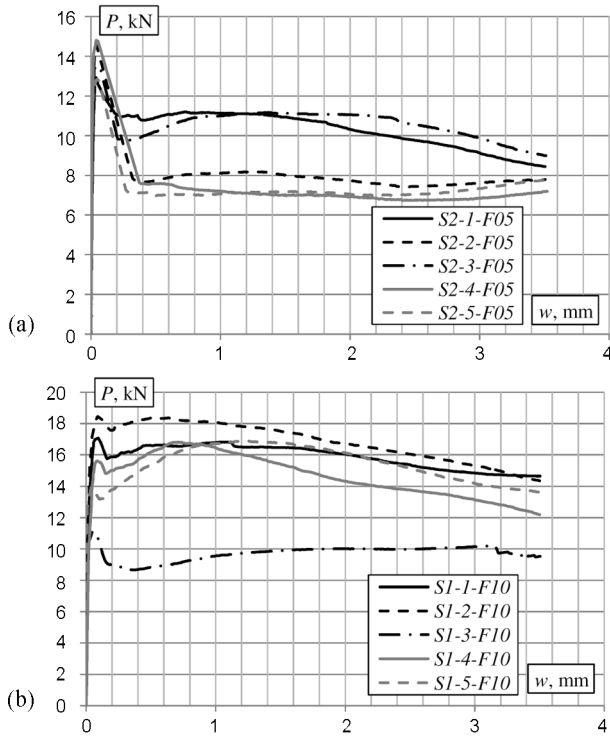 P, kN
16
14
12
10
8
6
4
2
0
S2-1-F05
S2-2-F05
S2-3-F05
S2-4-F05
S2-5-F05
w, mm
0 1 2 3 4
(a)
P, kN
20
18
16
14
12
10
8
6
4
2
0
S1-1-F10
S1-2-F10
S1-3-F10
S1-4-F10
S1-5-F10
w, mm
0 1 2 3 4
(b)